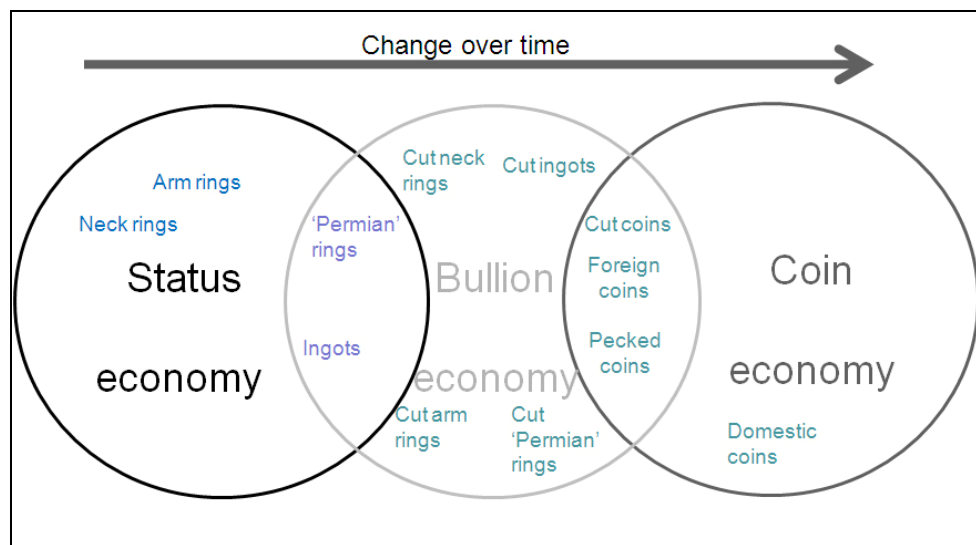 Change over time
Arm rings
Neck rings
Status
economy
'Permian'
rings
Ingots
Cut neck
rings
Cut ingots
Bullion
economy
Cut arm
rings
Cut
'Permian'
rings
Cut coins
Foreign
coins
Pecked
coins
Coin
economy
Domestic
coins